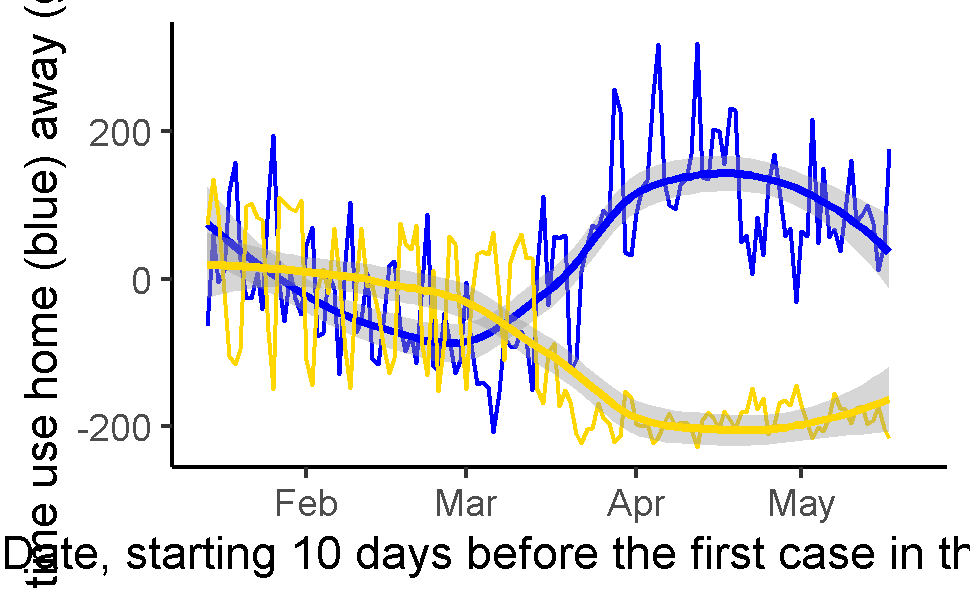 time use home (blue) away (
200
0
-200
Feb Mar Apr May
Date, starting 10 days before the first case in th